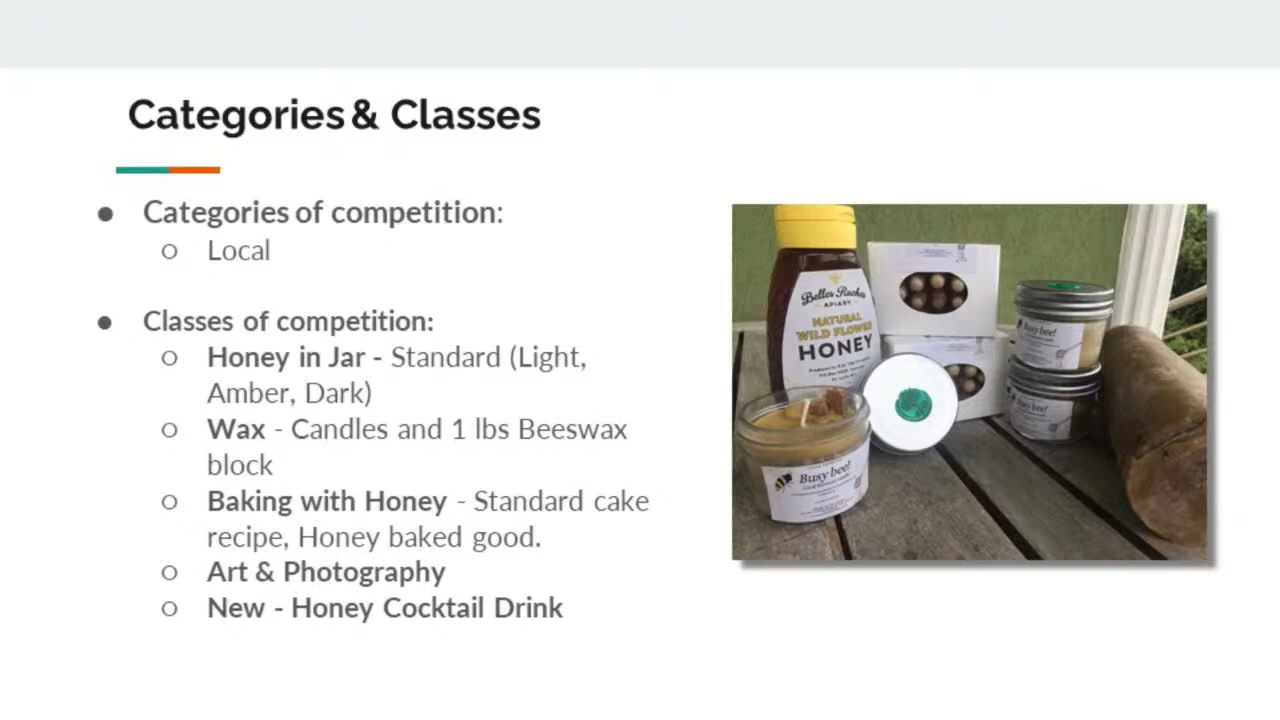 Categories & Classes
● Categories of competition:
○ Local
● Classes of competition:
○ Honey in Jar - Standard (Light,
Amber, Dark)
○ Wax - Candles and 1 lbs Beeswax
block
○ Baking with Honey - Standard cake
recipe, Honey baked good.
○ Art & Photography
○ New - Honey Cocktail Drink
APIARY
NATURAL
WILD FLOWER
HONEY
Busy bee!
Busy bee!
Busy bee!